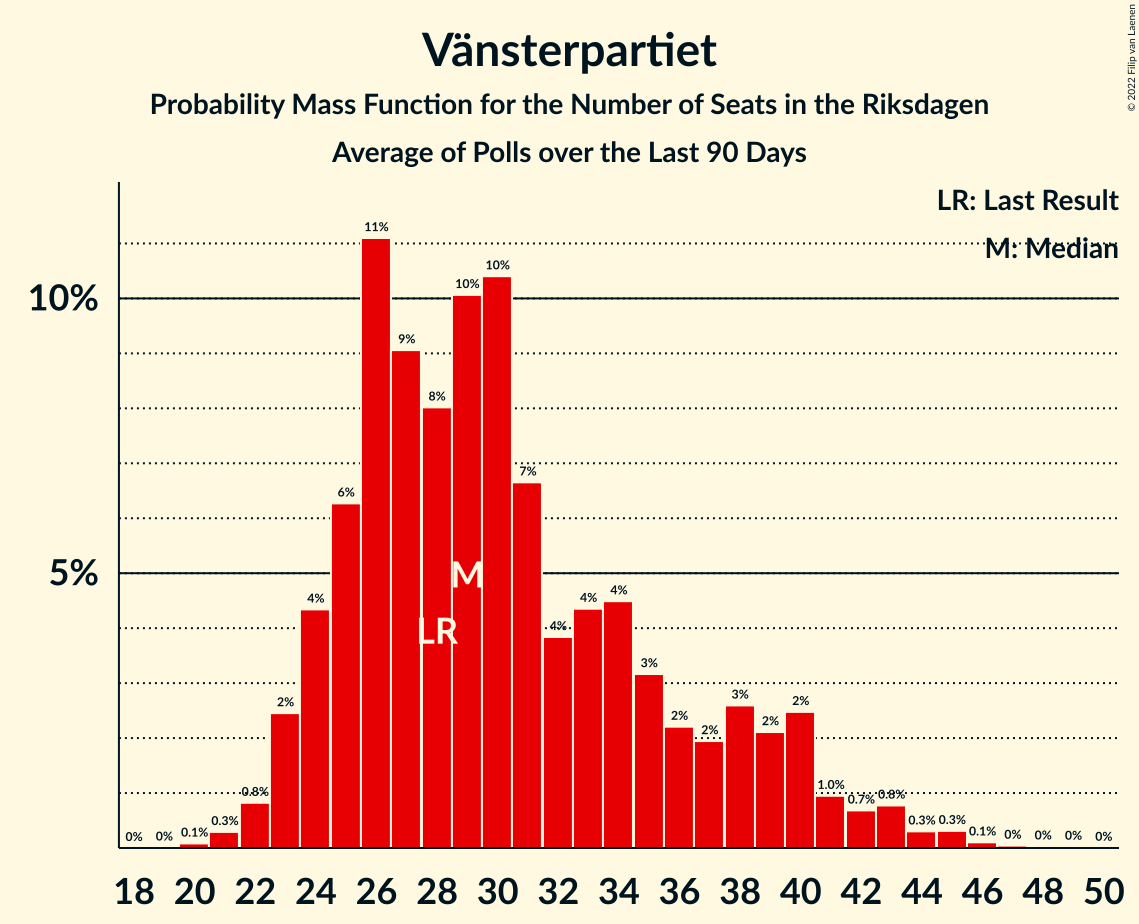 Vänsterpartiet
Probability Mass Function for the Number of Seats in the Riksdagen
Average of Polls over the Last 90 Days
© 2022 Filip van Laenen
LR: Last Result
M: Median
10%
5%
0% 0% 0.1% 0.3% 0.8% 2% 4% 6% 11% 9% 8% 10% 10% 7% 4% 4% 4% 3% 2% 2% 3% 2% 2% 1.0% 0.7% 0.8% 0.3% 0.3% 0.1% 0% 0% 0% 0%
M
LR
18 20 22 24 26 28 30 32 34 36 38 40 42 44 46 48 50